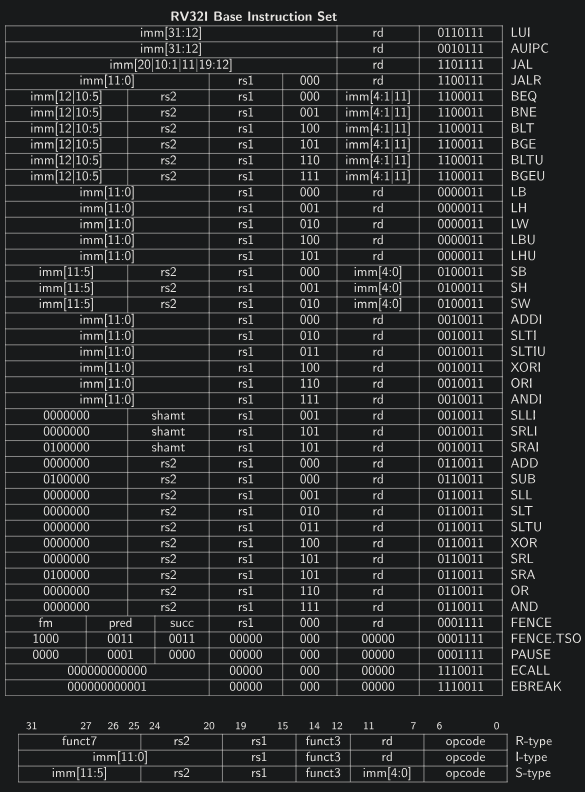 RV32I Base Instruction Set
imm[31:12] rd 0110111 LUI
imm[31:12] rd 0010111 AUIPC
imm[20|10:1|11|19:12] rd 1101111 JAL
imm[11:0] rs1 000 rd 1100111 JALR
imm[12|10:5] rs2 rs1 000 imm[4:1|11] 1100011 BEQ
imm[12|10:5] rs2 rs1 001 imm[4:1|11] 1100011 BNE
imm[12|10:5] rs2 rs1 100 imm[4:1|11] 1100011 BLT
imm[12|10:5] rs2 rs1 101 imm[4:1|11] 1100011 BGE
imm[12|10:5] rs2 rs1 110 imm[4:1|11] 1100011 BLTU
imm[12|10:5] rs2 rs1 111 imm[4:1|11] 1100011 BGEU
imm[11:0] rs1 000 rd 0000011 LB
imm[11:0] rs1 001 rd 0000011 LH
imm[11:0] rs1 010 rd 0000011 LW
imm[11:0] rs1 100 rd 0000011 LBU
imm[11:0] rs1 101 rd 0000011 LHU
imm[11:5] rs2 rs1 000 imm[4:0] 0100011 SB
imm[11:5] rs2 rs1 001 imm[4:0] 0100011 SH
imm[11:5] rs2 rs1 010 imm[4:0] 0100011 SW
imm[11:0] rs1 000 rd 0010011 ADDI
imm[11:0] rs1 010 rd 0010011 SLTI
imm[11:0] rs1 011 rd 0010011 SLTIU
imm[11:0] rs1 100 rd 0010011 XORI
imm[11:0] rs1 110 rd 0010011 ORI
imm[11:0] rs1 111 rd 0010011 ANDI
0000000 shamt rs1 001 rd 0010011 SLLI
0000000 shamt rs1 101 rd 0010011 SRLI
0100000 shamt rs1 101 rd 0010011 SRAI
0000000 rs2 rs1 000 rd 0110011 ADD
0100000 rs2 rs1 000 rd 0110011 SUB
0000000 rs2 rs1 001 rd 0110011 SLL
0000000 rs2 rs1 010 rd 0110011 SLT
0000000 rs2 rs1 011 rd 0110011 SLTU
0000000 rs2 rs1 100 rd 0110011 XOR
0000000 rs2 rs1 101 rd 0110011 SRL
0100000 rs2 rs1 101 rd 0110011 SRA
0000000 rs2 rs1 110 rd 0110011 OR
0000000 rs2 rs1 111 rd 0110011 AND
fm pred succ rs1 000 rd 0001111 FENCE
1000 0011 0011 00000 000 00000 0001111 FENCE.TSO
0000 0001 0000 00000 000 00000 0001111 PAUSE
000000000000 00000 000 00000 1110011 ECALL
000000000001 00000 000 00000 1110011 EBREAK
31 27 26 25 24 20 19 15 14 12 11 7 6 0
funct7 rs2 rs1 funct3 rd opcode R-type
imm[11:0] rs1 funct3 rd opcode I-type
imm[11:5] rs2 rs1 funct3 imm[4:0] opcode S-type